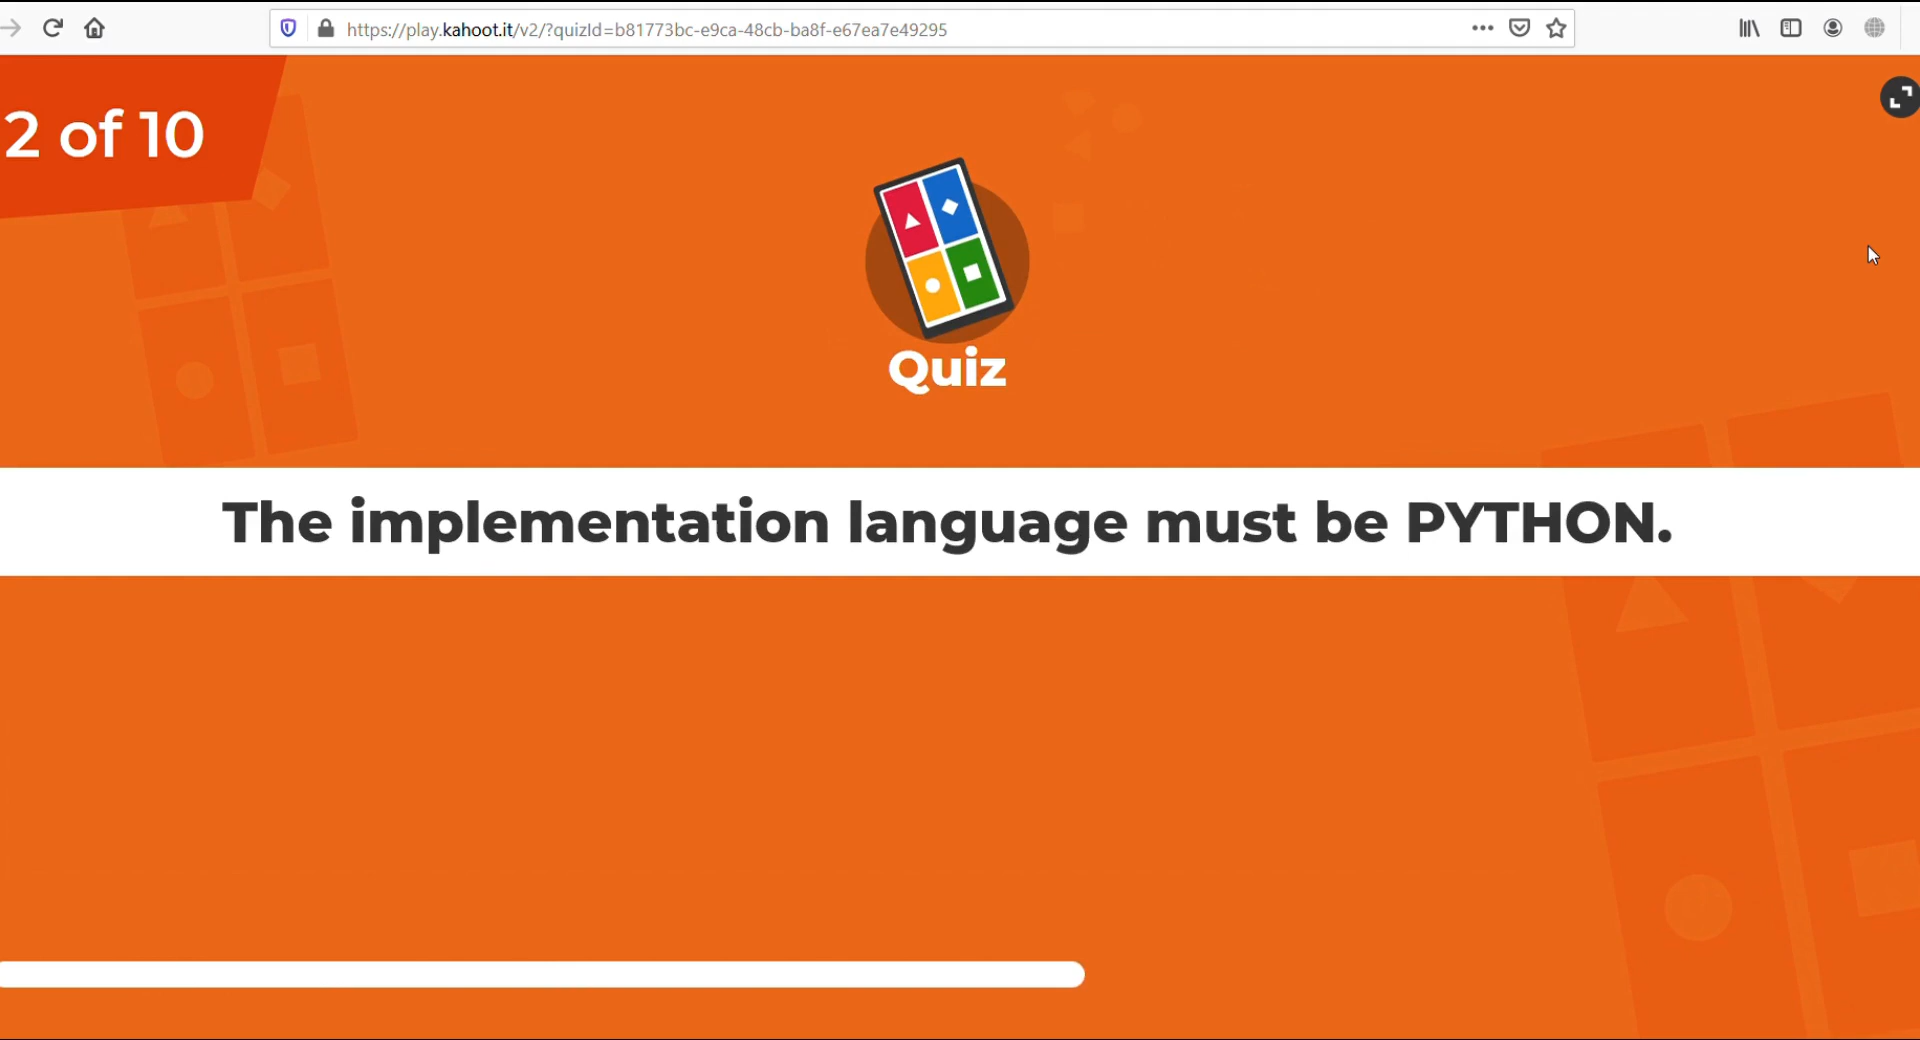 https://play.kahoot.it/v2/?quizId=b81773bc-e9ca-48cb-ba8f-e67ea7e49295
2 of 10
Quiz
The implementation language must be PYTHON.